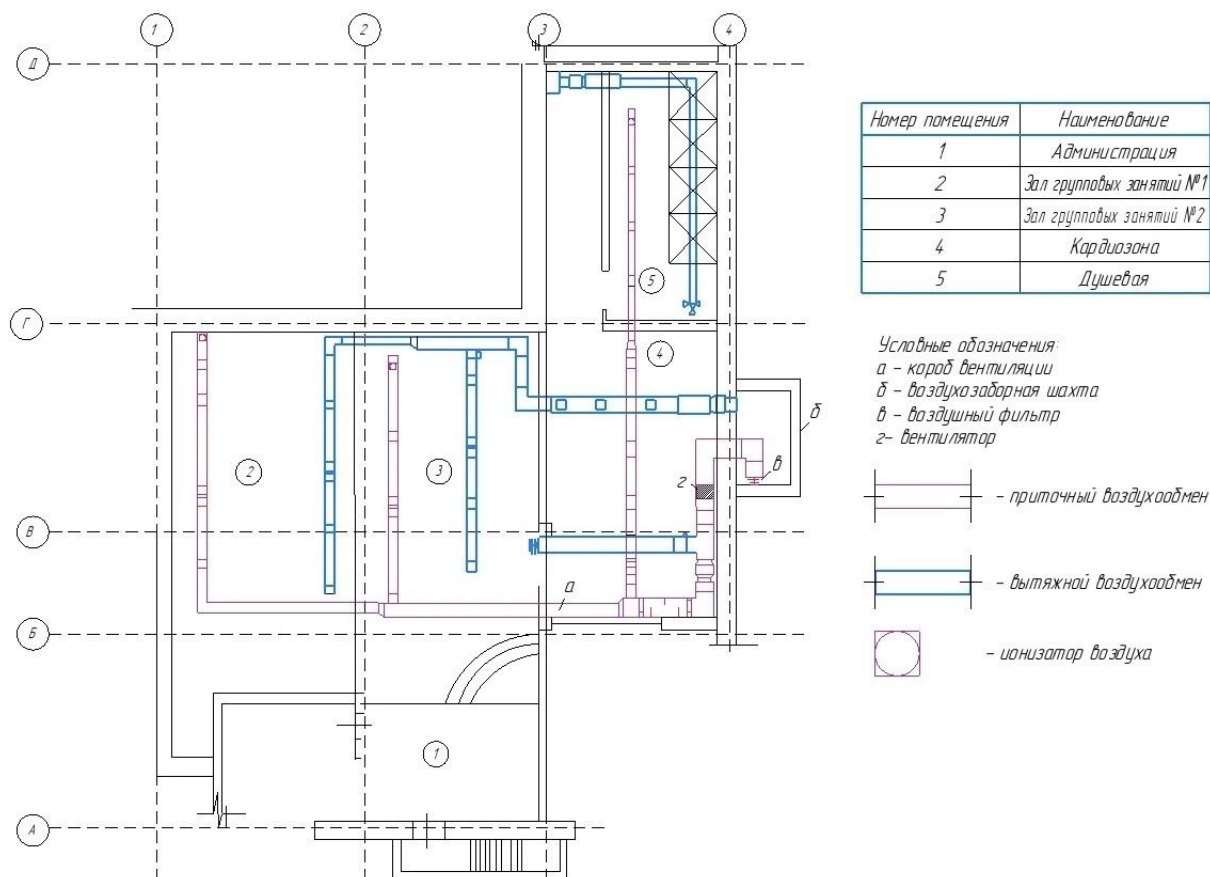 1 2 3 4
Д
Г
В
Б
А
5
4
2
3
1
а
б
в
г
Номер помещения Наименование
1 Администрация
2 Зал групповых занятий №1
3 Зал групповых занятий №2
4 Кардиозона
5 Душевая
Условные обозначения:
а - короб вентиляции
б - воздухозаборная шахта
в - воздушный фильтр
г- вентилятор
- приточный воздухообмен
- вытяжной воздухообмен
- ионизатор воздуха